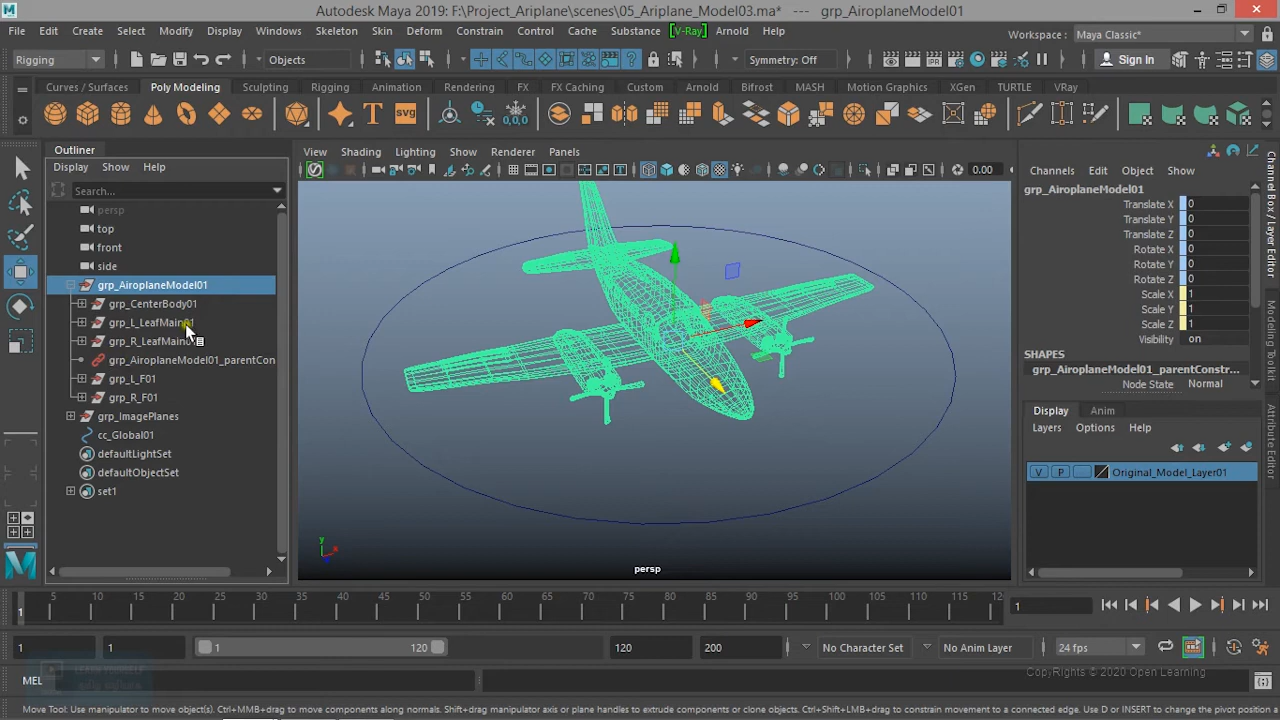 Autodesk Maya 2019: F:\Project_Ariplane\scenes\05_Ariplane_Model03.ma*   ---   grp_AiroplaneModel01
File Edit Create Select Modify Display Windows Skeleton Skin Deform Constrain Control Cache Substance [V-Ray] Arnold Help Workspace : Maya Classic*
Rigging Objects Symmetry: Off Sign In
Curves / Surfaces Poly Modeling Sculpting Rigging Animation Rendering FX FX Caching Custom Arnold Bifrost MASH Motion Graphics XGen TURTLE VRay
T svg 0,0,0
Outliner
Display Show Help
Search...
persp
top
front
side
grp_AiroplaneModel01
grp_CenterBody01
grp_L_LeafMain01
grp_R_LeafMain01
grp_AiroplaneModel01_parentCon
grp_L_F01
grp_R_F01
grp_ImagePlanes
cc_Global01
defaultLightSet
defaultObjectSet
set1
View Shading Lighting Show Renderer Panels
0.00
y
x
persp
Channels Edit Object Show
grp_AiroplaneModel01
Translate X 0
Translate Y 0
Translate Z 0
Rotate X 0
Rotate Y 0
Rotate Z 0
Scale X 1
Scale Y 1
Scale Z 1
Visibility on
SHAPES
grp_AiroplaneModel01_parentConstr...
Node State Normal
Display Anim
Layers Options Help
V P Original_Model_Layer01
Channel Box / Layer Editor
Attribute Editor
5 10 15 20 25 30 35 40 45 50 55 60 65 70 75 80 85 90 95 100 105 110 115 12
1 1
1 1 1 120 120 200 No Character Set No Anim Layer 24 fps
MEL
LEARN YOURSELF
CopyRights © 2020 Open Learning
Move Tool: Use manipulator to move object(s). Ctrl+MMB+drag to move components along normals. Shift+drag manipulator axis or plane handles to extrude components or clone objects. Ctrl+Shift+LMB+drag to constrain movement to a connected edge. Use D or INSERT to change the pivot position a